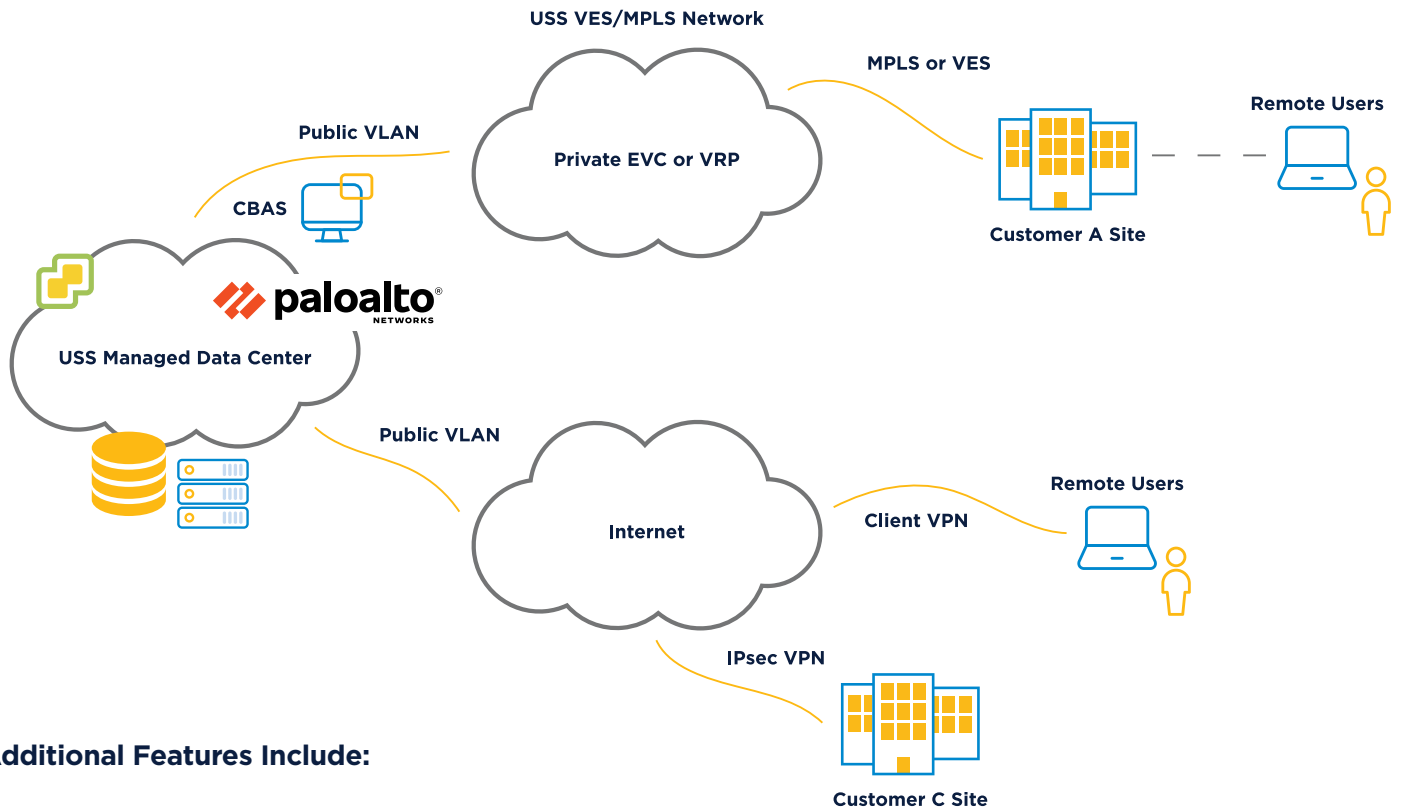 USS VES/MPLS Network
MPLS or VES
Remote Users
Public VLAN
Private EVC or VRP
CBAS
Customer A Site
paloalto®
NETWORKS
USS Managed Data Center
Public VLAN
Remote Users
Client VPN
Internet
IPsec VPN
dditional Features Include:
Customer C Site